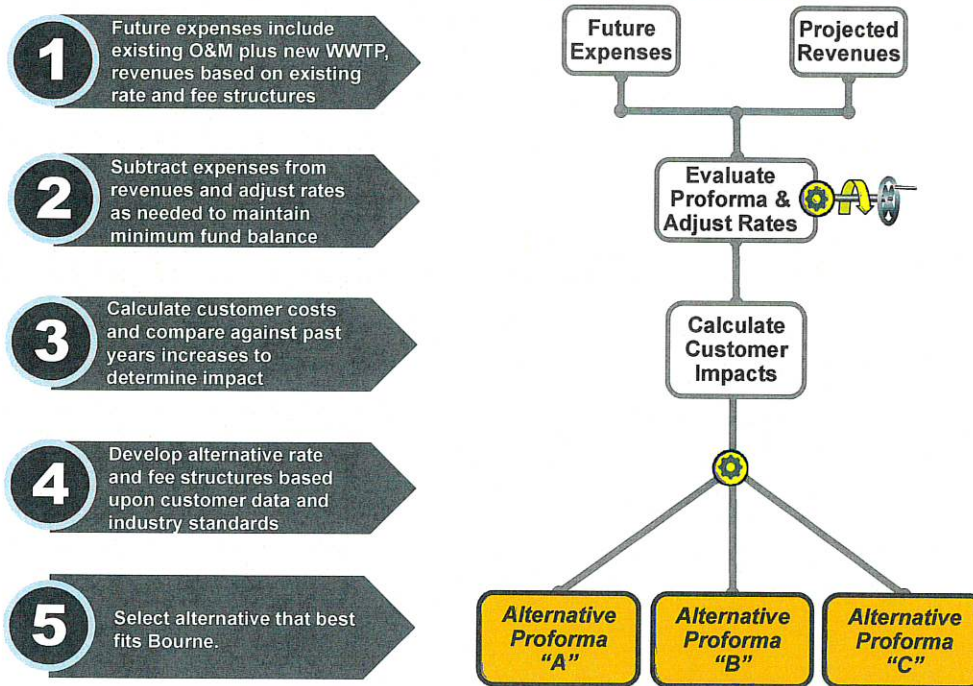 1
Future expenses include
existing O&M plus new WWTP,
revenues based on existing
rate and fee structures
2
Subtract expenses from
revenues and adjust rates
as needed to maintain
minimum fund balance
3
Calculate customer costs
and compare against past
years increases to
determine impact
4
Develop alternative rate
and fee structures based
upon customer data and
industry standards
5
Select alternative that best
fits Bourne.
Future
Expenses
Projected
Revenues
Evaluate
Proforma &
Adjust Rates
Calculate
Customer
Impacts
Alternative
Proforma
“A”
Alternative
Proforma
“B”
Alternative
Proforma
“C”